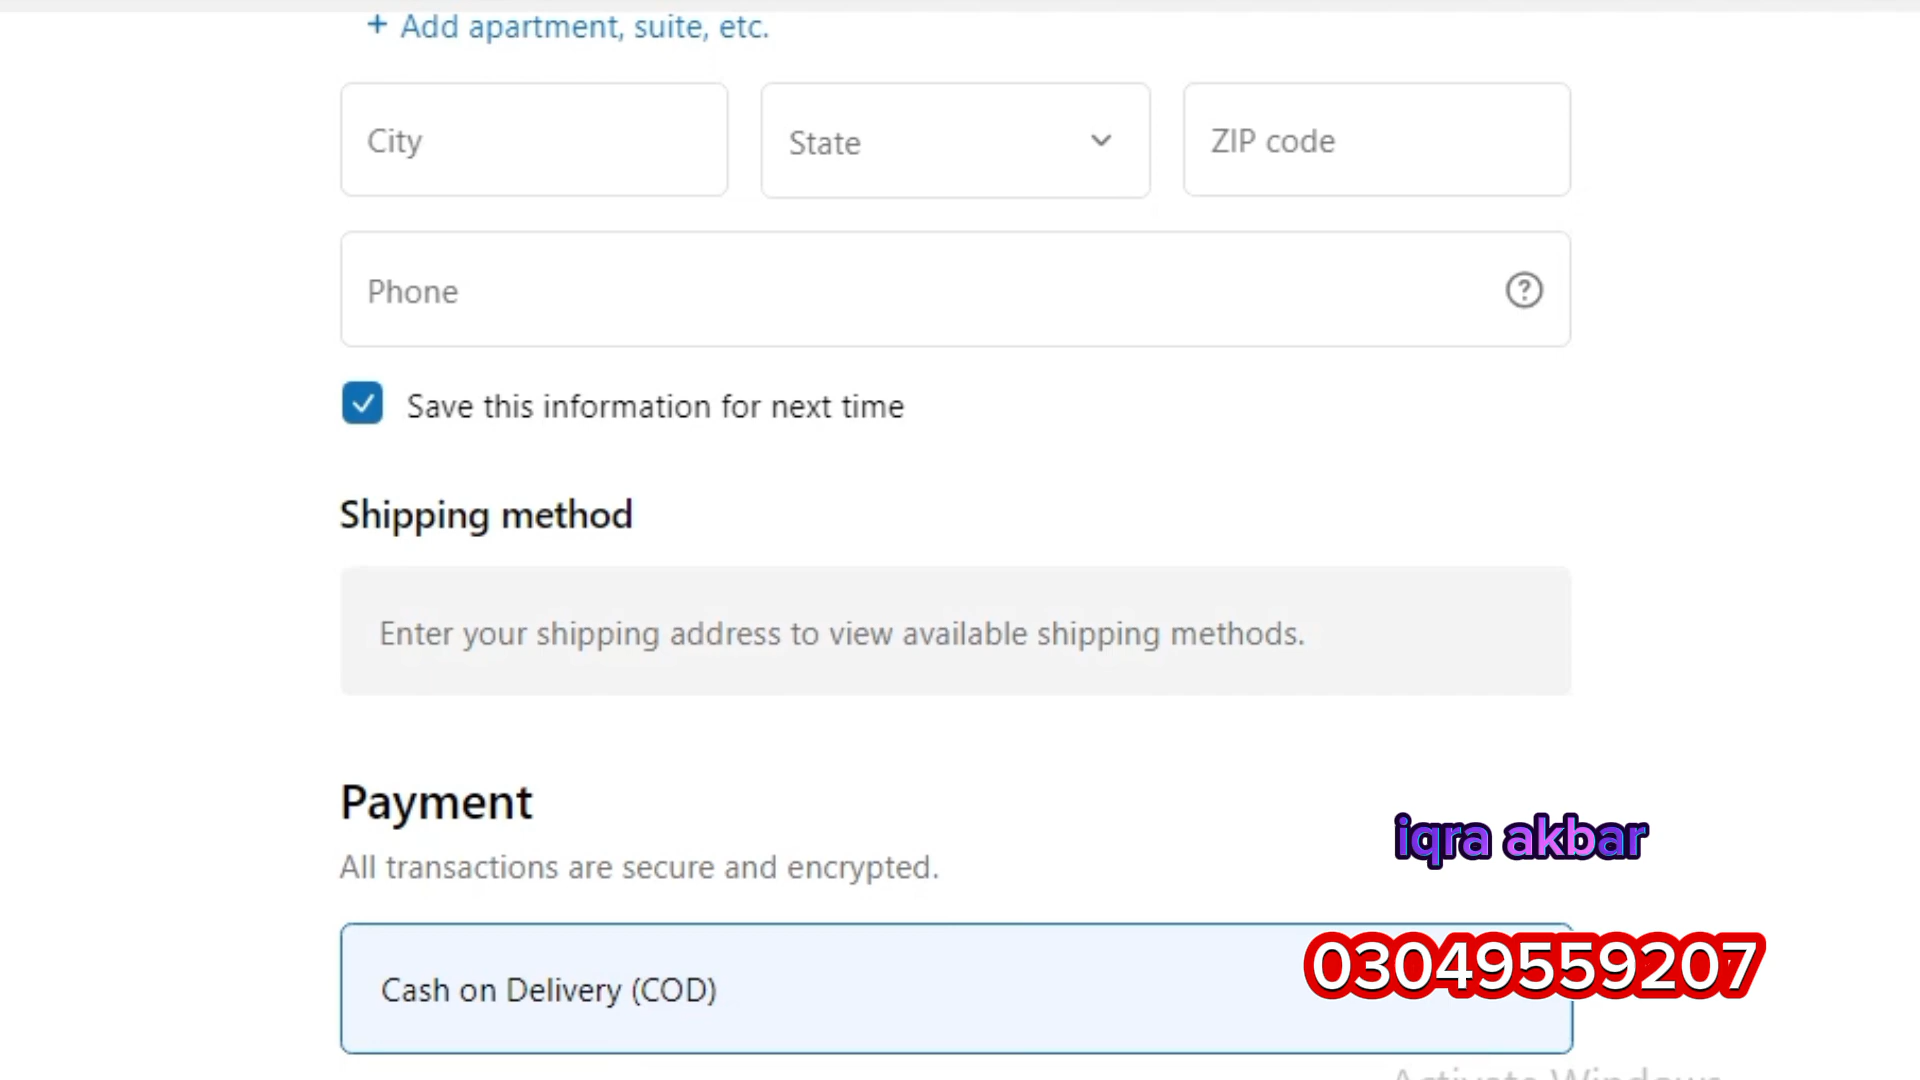 + Add apartment, suite, etc.
City
State
ZIP code
Phone
Save this information for next time
Shipping method
Enter your shipping address to view available shipping methods.
Payment
All transactions are secure and encrypted.
iqra akbar
03049559207
Cash on Delivery (COD)
Activate Windows